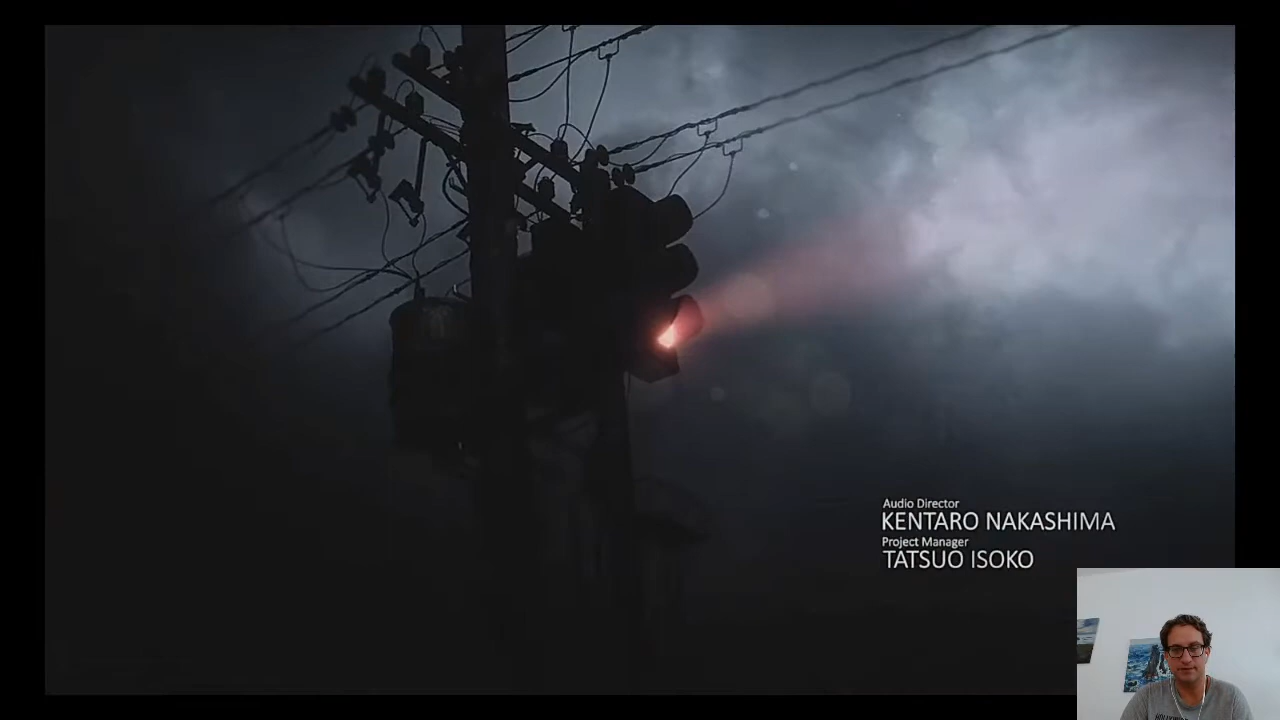 Audio Director
KENTARO NAKASHIMA
Project Manager
TATSUO ISOKO